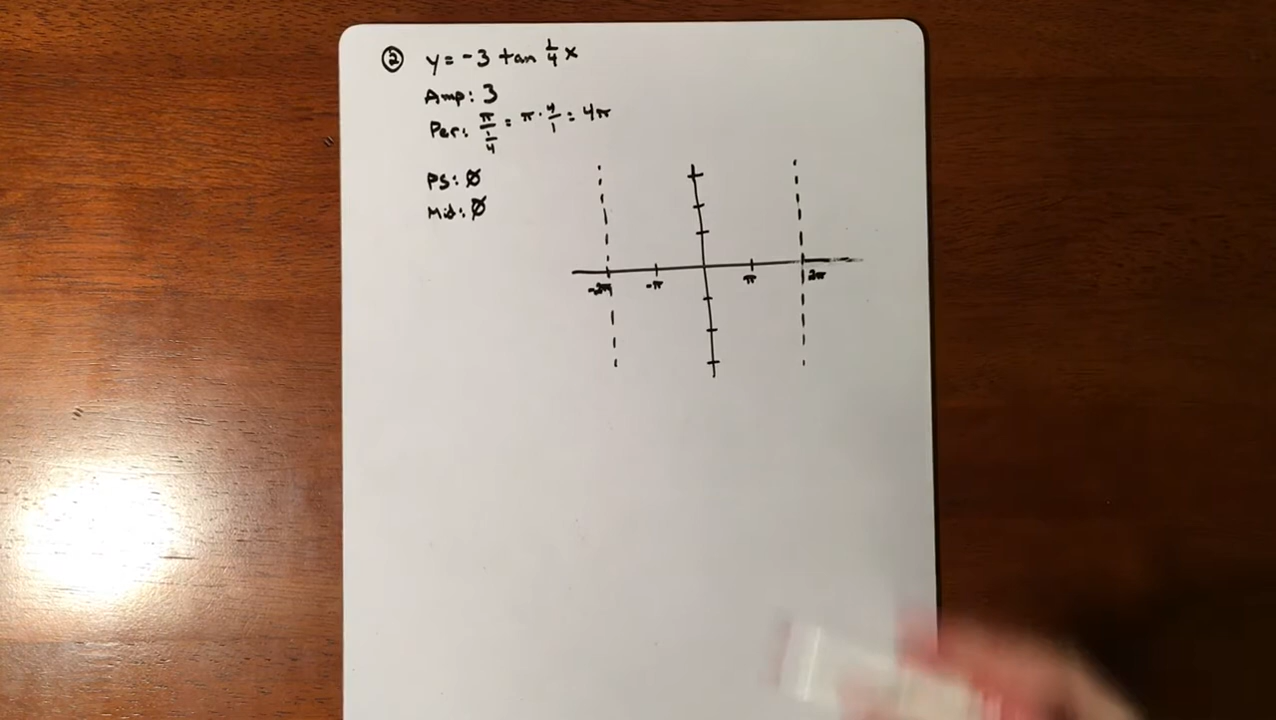 ② y = -3 tan 1/4 x
Amp: 3
Per: π/(1/4) = π · 4/1 = 4π
PS: Ø
Mid: Ø
-2π -π π 2π